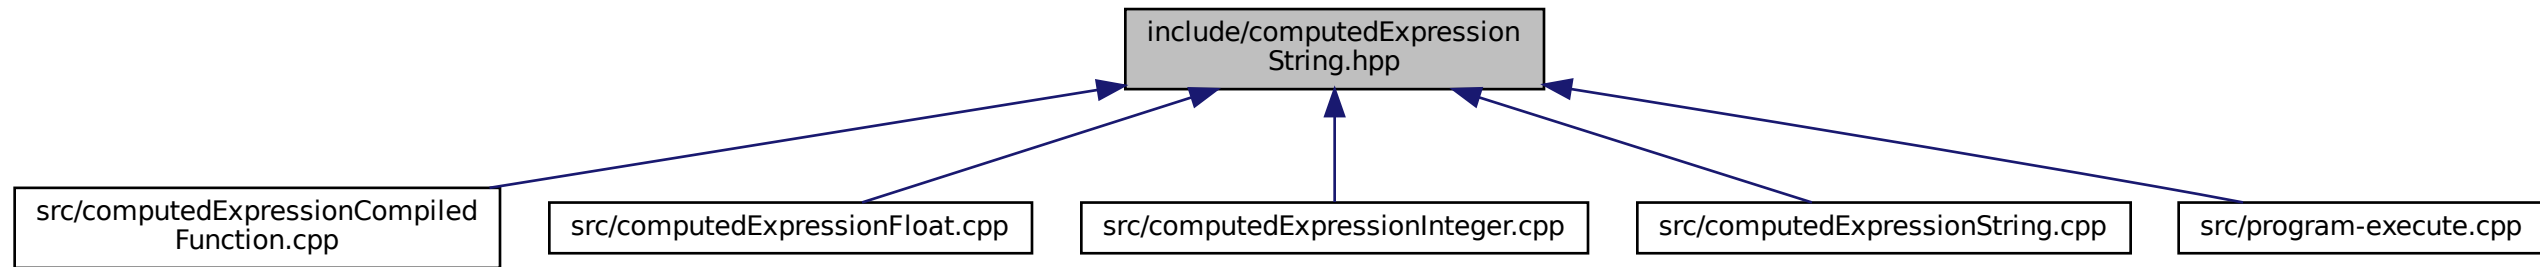 include/computedExpression
String.hpp
src/computedExpressionCompiled
Function.cpp
src/computedExpressionFloat.cpp
src/computedExpressionInteger.cpp
src/computedExpressionString.cpp
src/program-execute.cpp